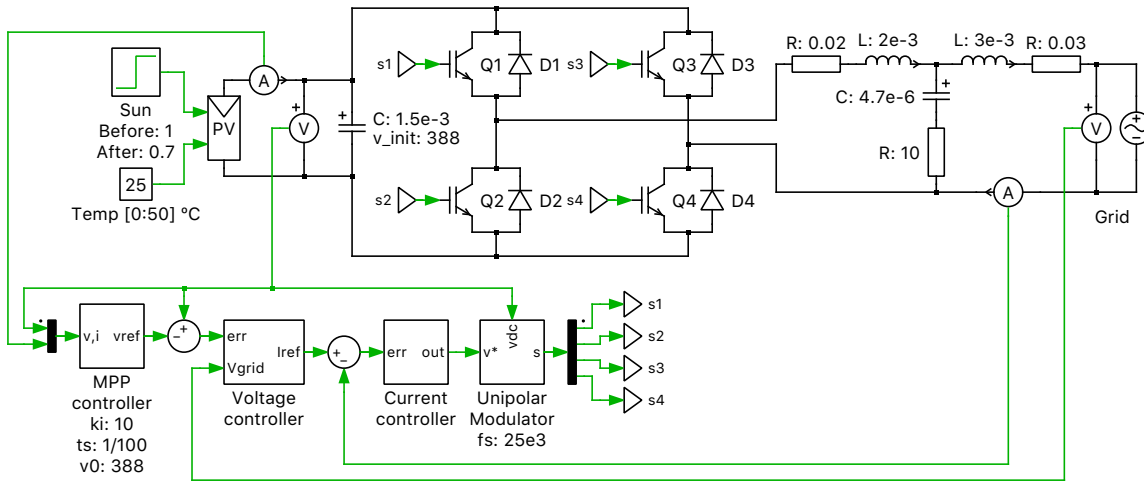 R: 0.02
L: 2e-3
L: 3e-3
R: 0.03
A
s1
Q1
D1
s3
Q3
D3
Sun
Before: 1
After: 0.7
PV
V
C: 1.5e-3
v_init: 388
C: 4.7e-6
V
R: 10
25
Temp [0:50] °C
s2
Q2
D2
s4
Q4
D4
A
Grid
v,i
vref
MPP
controller
ki: 10
ts: 1/100
v0: 388
err
Vgrid
Iref
Voltage
controller
err
out
Current
controller
vdc
v*
s
Unipolar
Modulator
fs: 25e3
s1
s2
s3
s4